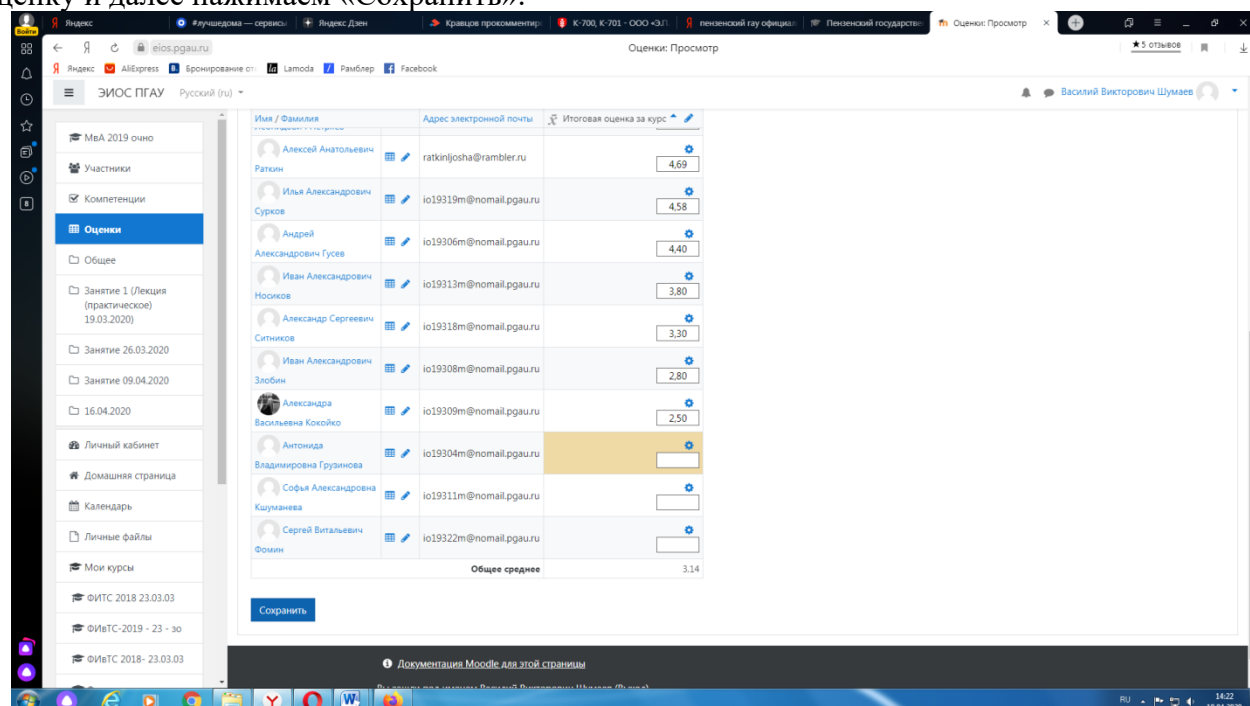 ценку и далее нажимаем «Сохранить».
Войти
Яндекс
#лучшедома — сервисы
Яндекс Дзен
Кравцов прокомментир
К-700, К-701 - ООО «ЭЛ
пензенский гау официал
Пензенский государстве
Оценки: Просмотр
eios.pgau.ru
Оценки: Просмотр
★ 5 отзывов
Яндекс
AliExpress
Бронирование от
Lamoda
Рамблер
Facebook
ЭИОС ПГАУ
Русский (ru)
Василий Викторович Шумаев
МвА 2019 очно
Участники
Компетенции
Оценки
Общее
Занятие 1 (Лекция
(практическое)
19.03.2020)
Занятие 26.03.2020
Занятие 09.04.2020
16.04.2020
Личный кабинет
Домашняя страница
Календарь
Личные файлы
Мои курсы
ФИТС 2018 23.03.03
ФИвТС-2019 - 23 - зо
ФИвТС 2018- 23.03.03
Имя / Фамилия Адрес электронной почты Итоговая оценка за курс
Алексей Анатольевич
Раткин ratkinljosha@rambler.ru 4,69
Илья Александрович
Сурков io19319m@nomail.pgau.ru 4,58
Андрей
Александрович Гусев io19306m@nomail.pgau.ru 4,40
Иван Александрович
Носиков io19313m@nomail.pgau.ru 3,80
Александр Сергеевич
Ситников io19318m@nomail.pgau.ru 3,30
Иван Александрович
Злобин io19308m@nomail.pgau.ru 2,80
Александра
Васильевна Кокойко io19309m@nomail.pgau.ru 2,50
Антонида
Владимировна Грузинова io19304m@nomail.pgau.ru
Софья Александровна
Кшуманева io19311m@nomail.pgau.ru
Сергей Витальевич
Фомин io19322m@nomail.pgau.ru
Общее среднее 3,14
Сохранить
Документация Moodle для этой страницы
RU
14:22